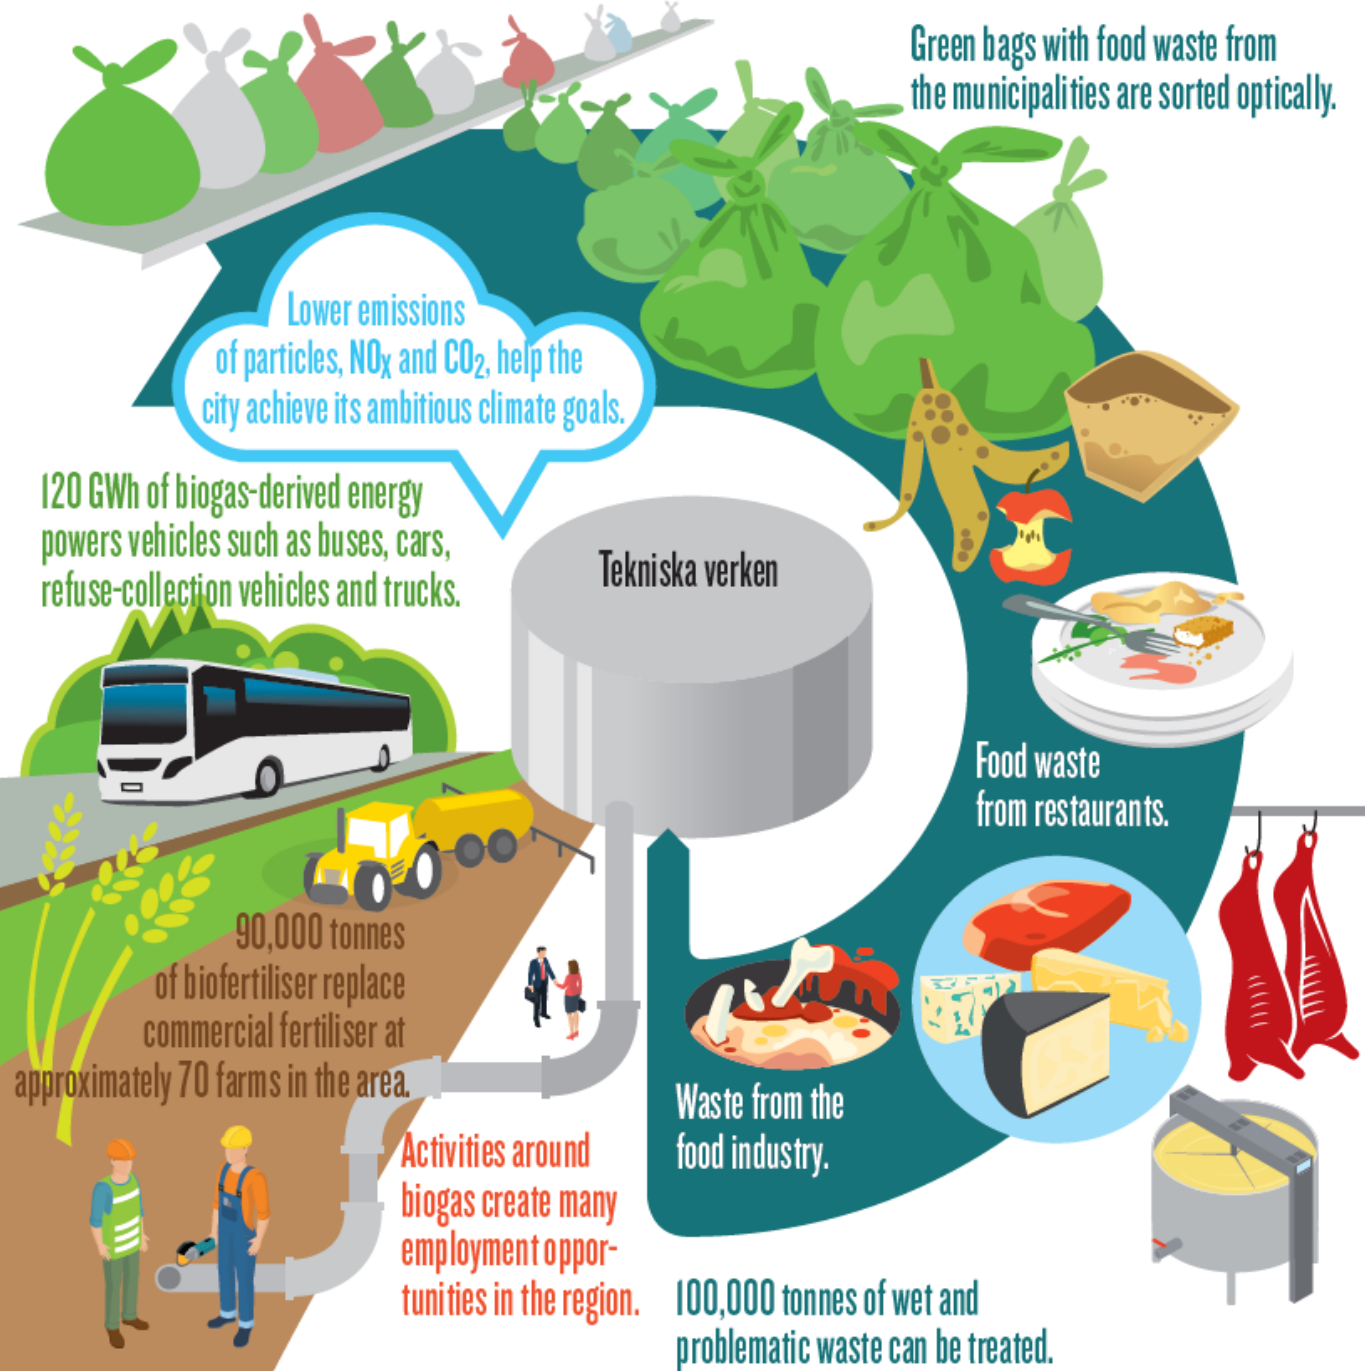 Green bags with food waste from
the municipalities are sorted optically.
Lower emissions
of particles, NOx and CO2, help the
city achieve its ambitious climate goals.
120 GWh of biogas-derived energy
powers vehicles such as buses, cars,
refuse-collection vehicles and trucks.
Tekniska verken
Food waste
from restaurants.
90,000 tonnes
of biofertiliser replace
commercial fertiliser at
approximately 70 farms in the area.
Waste from the
food industry.
Activities around
biogas create many
employment oppor-
tunities in the region.
100,000 tonnes of wet and
problematic waste can be treated.